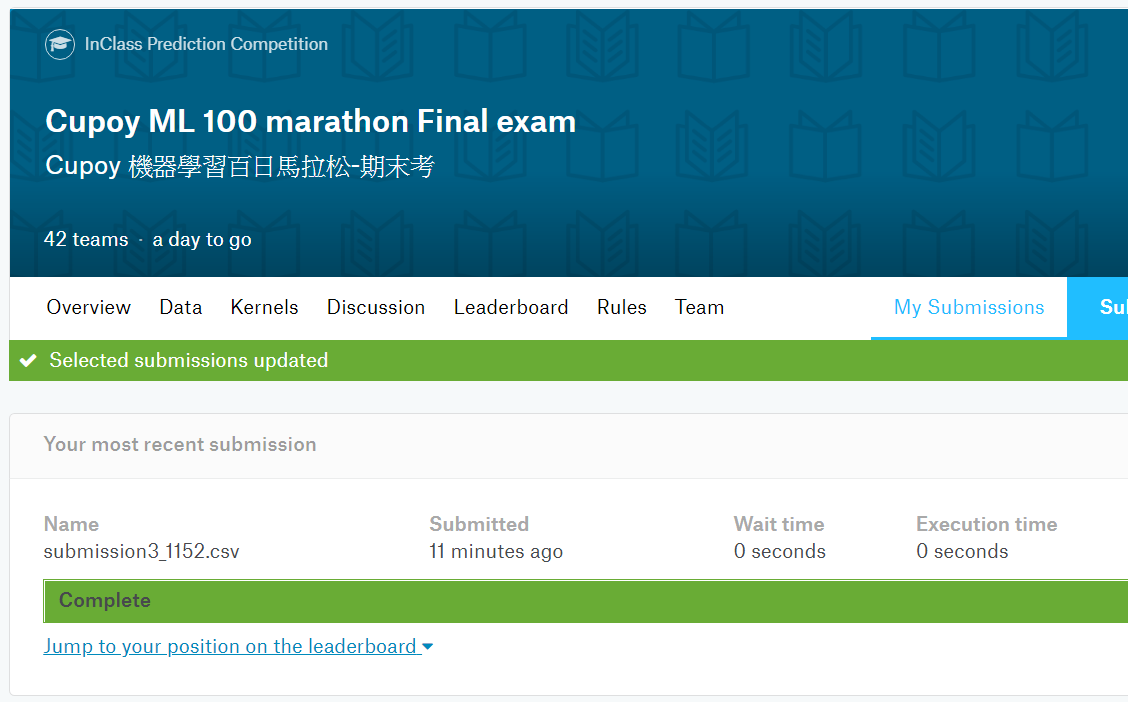 InClass Prediction Competition
Cupoy ML 100 marathon Final exam
Cupoy 機器學習百日馬拉松-期末考
42 teams · a day to go
Overview Data Kernels Discussion Leaderboard Rules Team My Submissions
Selected submissions updated
Your most recent submission
Name Submitted Wait time Execution time
submission3_1152.csv 11 minutes ago 0 seconds 0 seconds
Complete
Jump to your position on the leaderboard